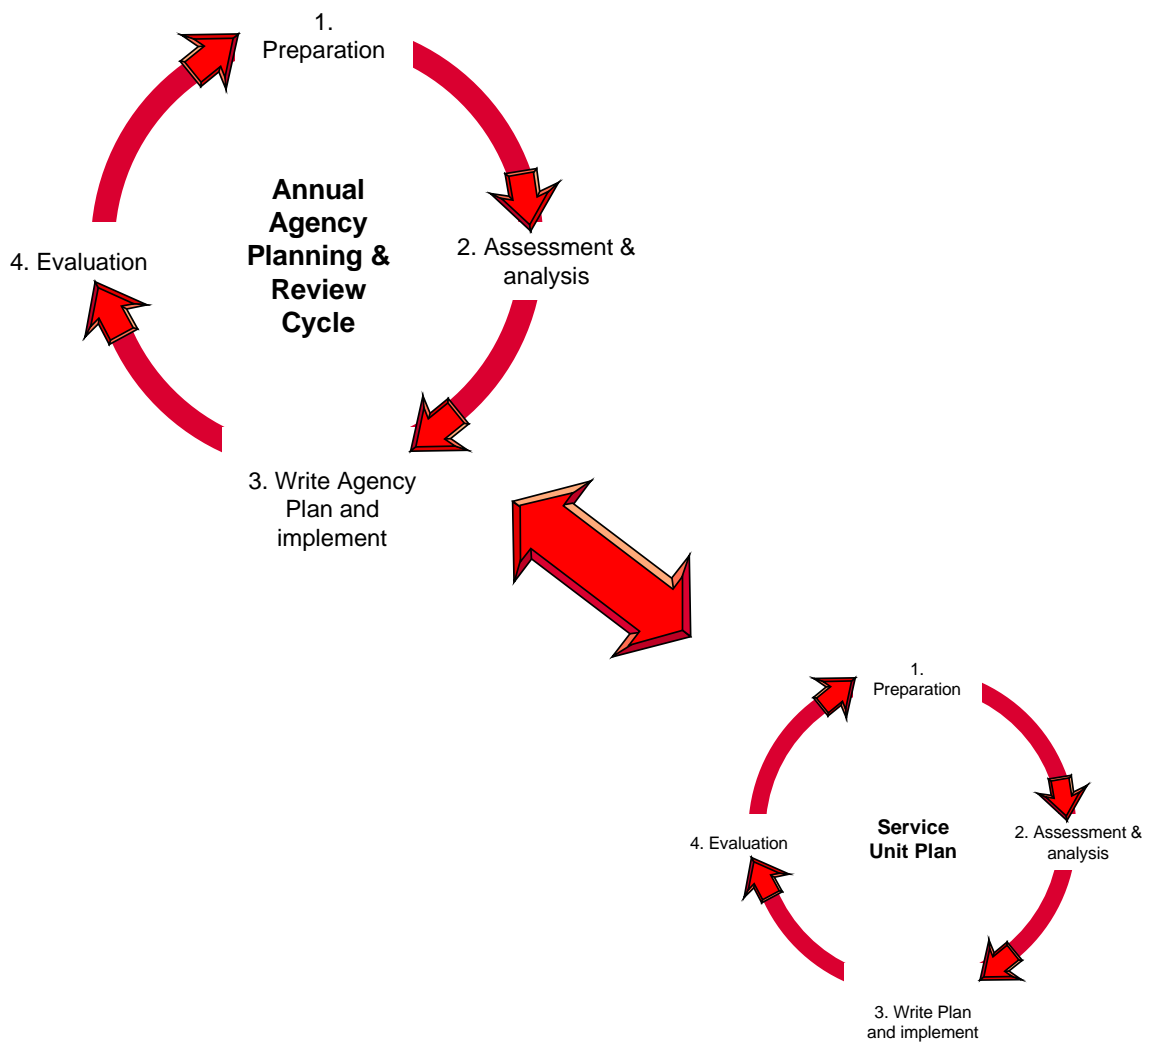 1.
Preparation
Annual
Agency
Planning &
Review
Cycle
2. Assessment &
analysis
4. Evaluation
3. Write Agency
Plan and
implement
1.
Preparation
Service
Unit Plan
2. Assessment &
analysis
4. Evaluation
3. Write Plan
and implement